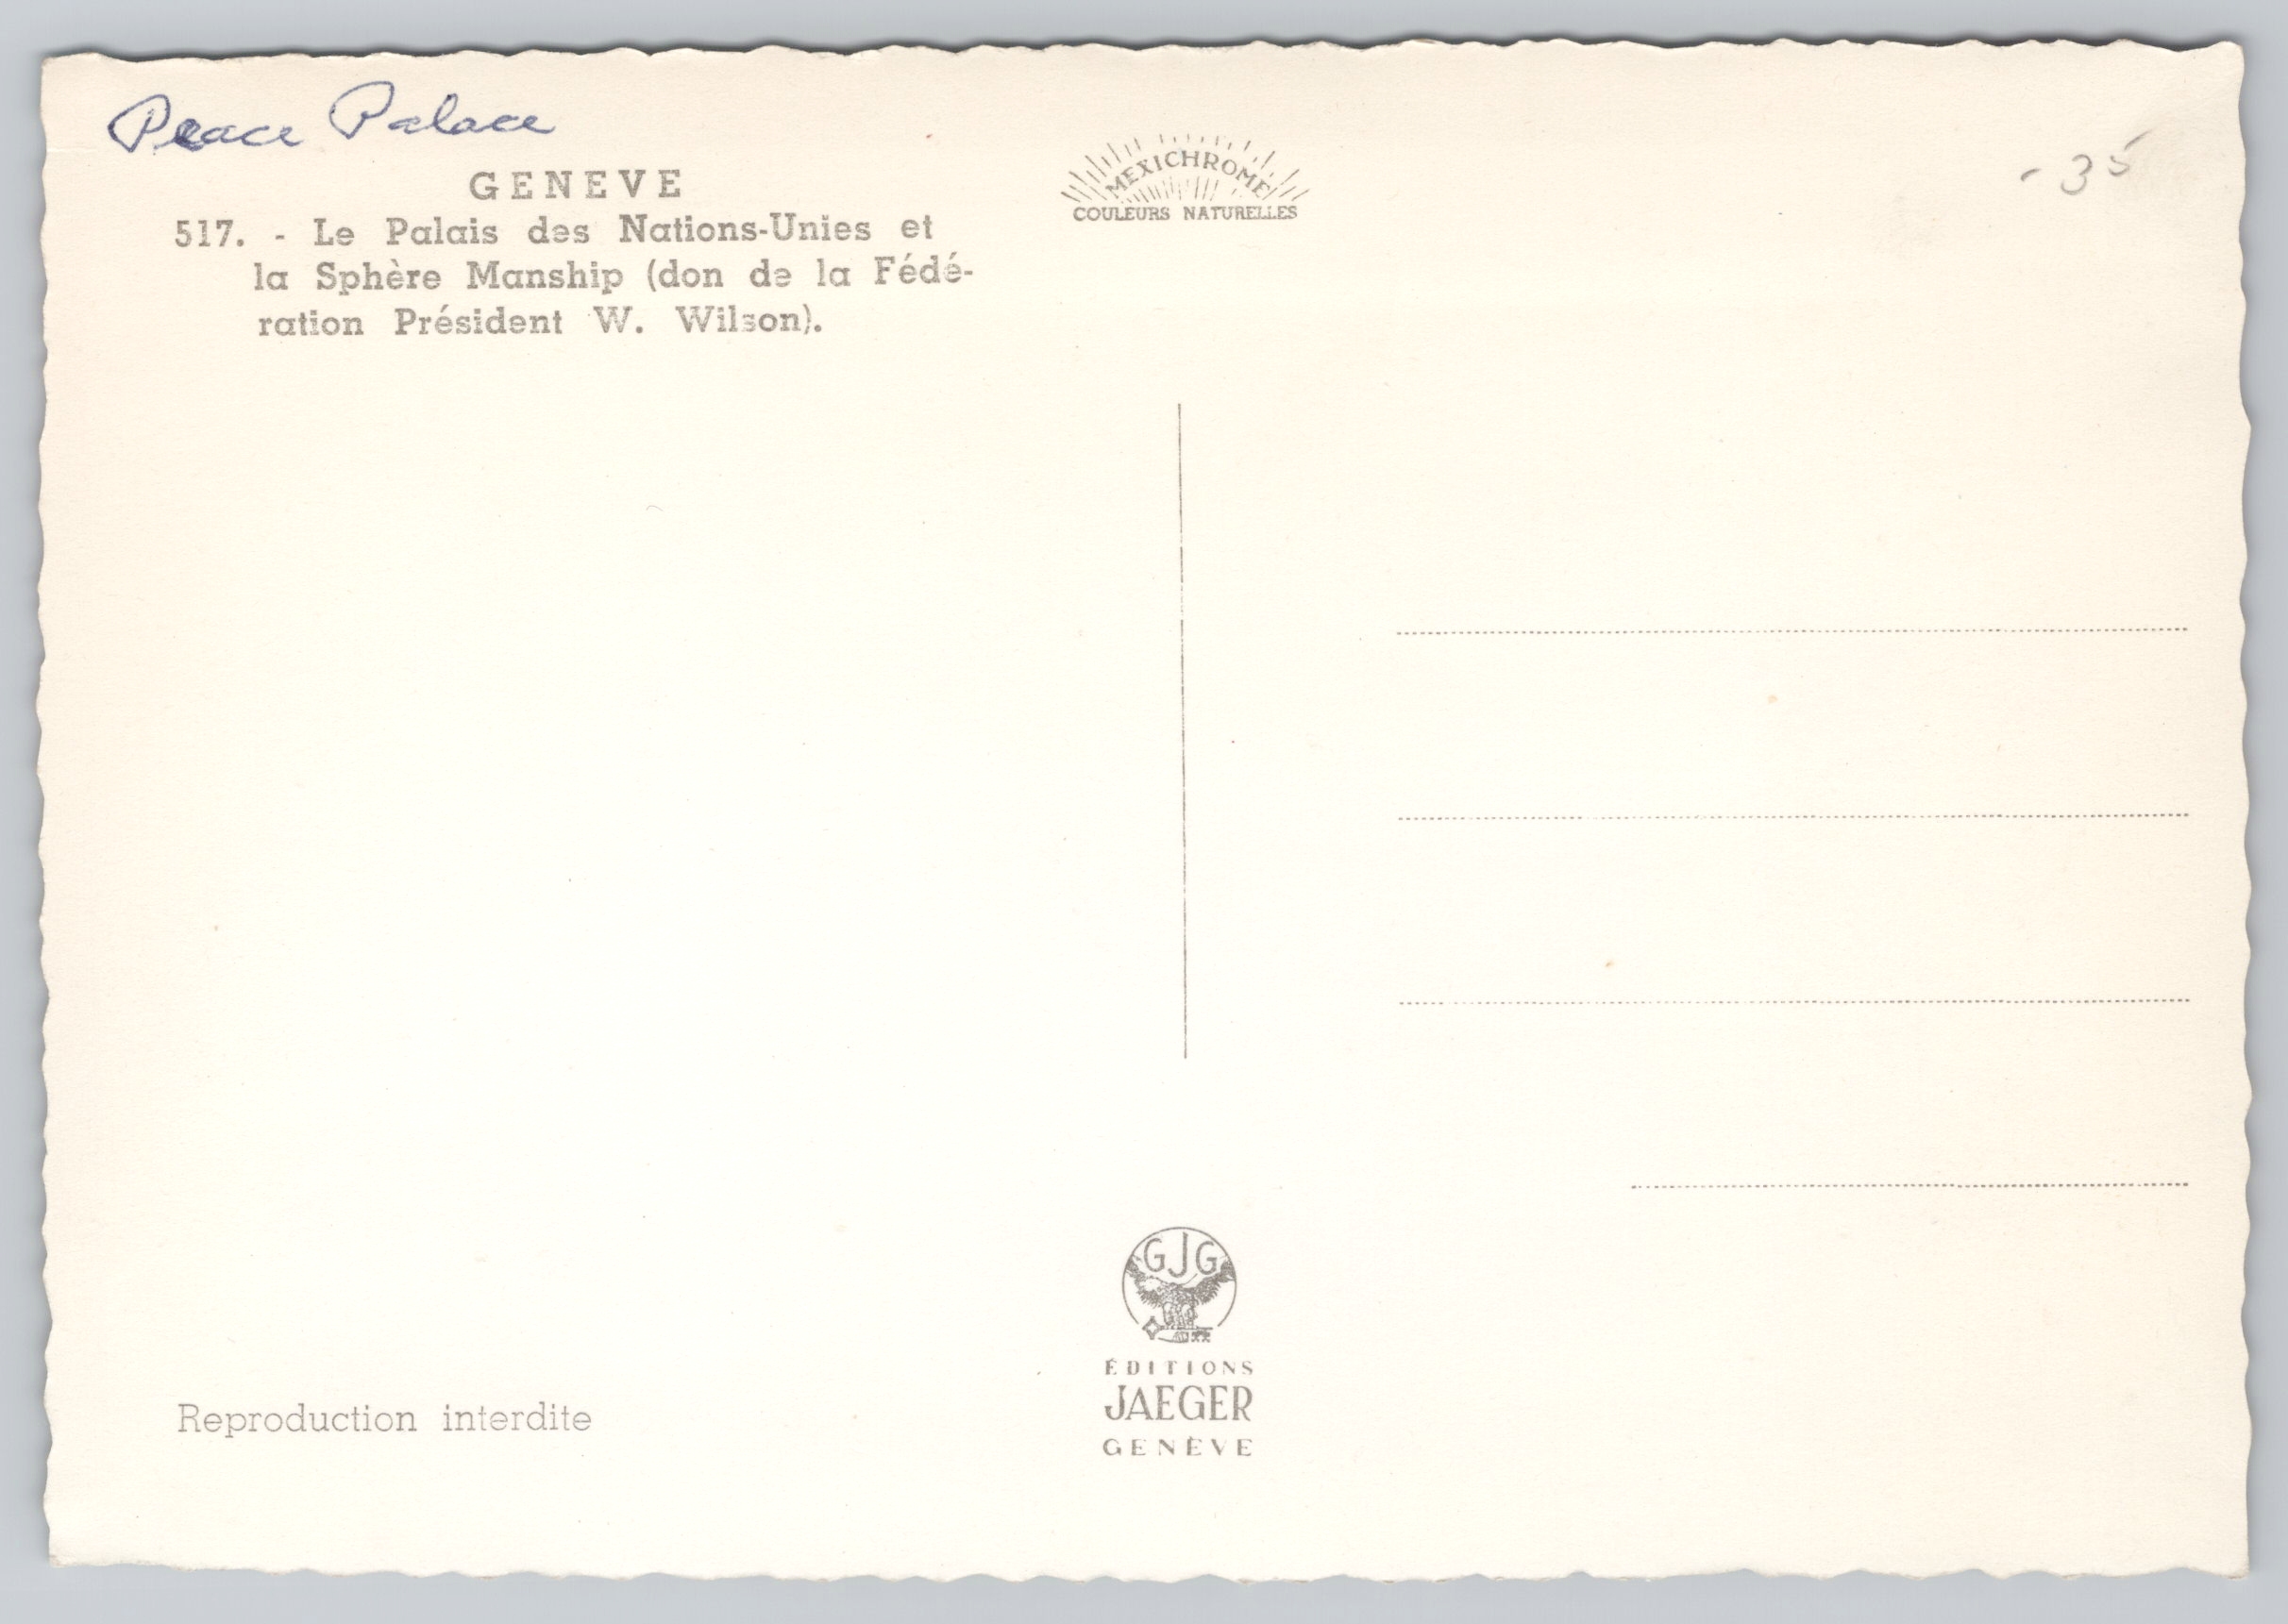 Peace Palace
GENEVE
517. - Le Palais des Nations-Unies et
la Sphère Manship (don de la Fédé-
ration Président W. Wilson).
MEXICHROME
COULEURS NATURELLES
-35
GJG
ÉDITIONS
JAEGER
GENÈVE
Reproduction interdite